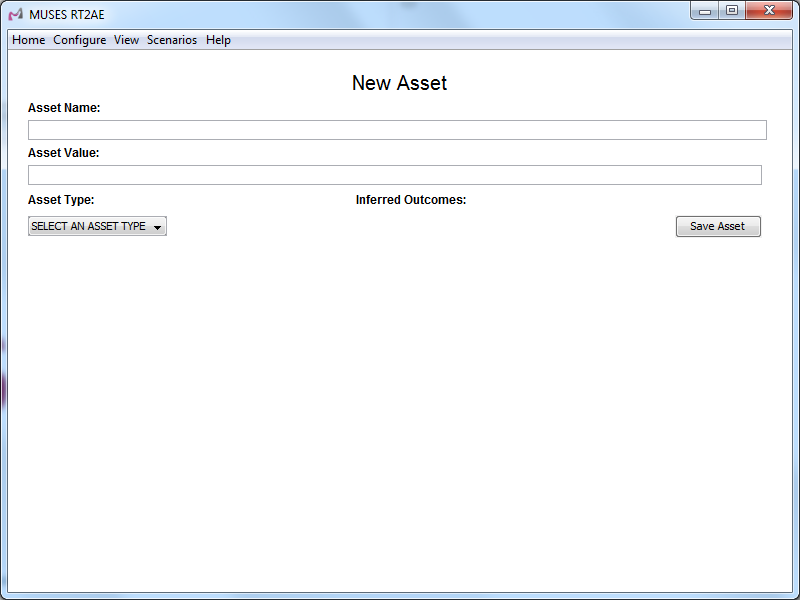 MUSES RT2AE
Home Configure View Scenarios Help
New Asset
Asset Name:
Asset Value:
Asset Type: Inferred Outcomes:
SELECT AN ASSET TYPE Save Asset